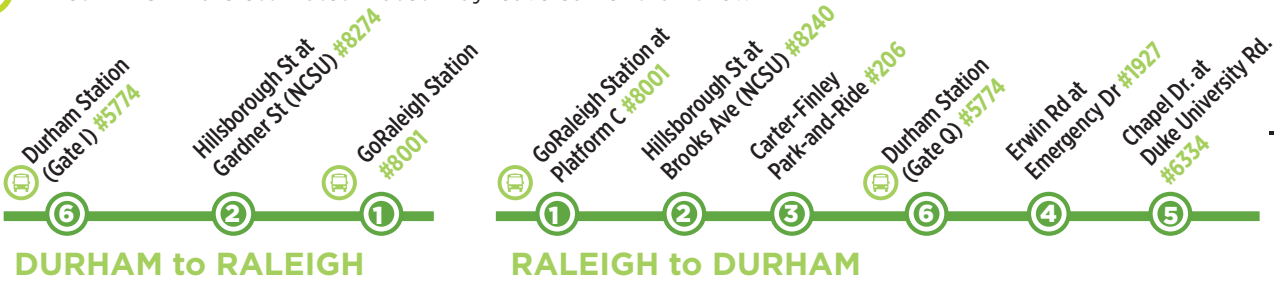 Durham Station
(Gate I) #5774
Hillsborough St at
Gardner St (NCSU) #8274
GoRaleigh Station
#8001
6
2
1
DURHAM to RALEIGH
GoRaleigh Station at
Platform C #8001
Hillsborough St at
Brooks Ave (NCSU) #8240
Carter-Finley
Park-and-Ride #206
Durham Station
(Gate Q) #5774
Erwin Rd at
Emergency Dr #1927
Chapel Dr. at
Duke University Rd.
#6334
1
2
3
6
4
5
RALEIGH to DURHAM